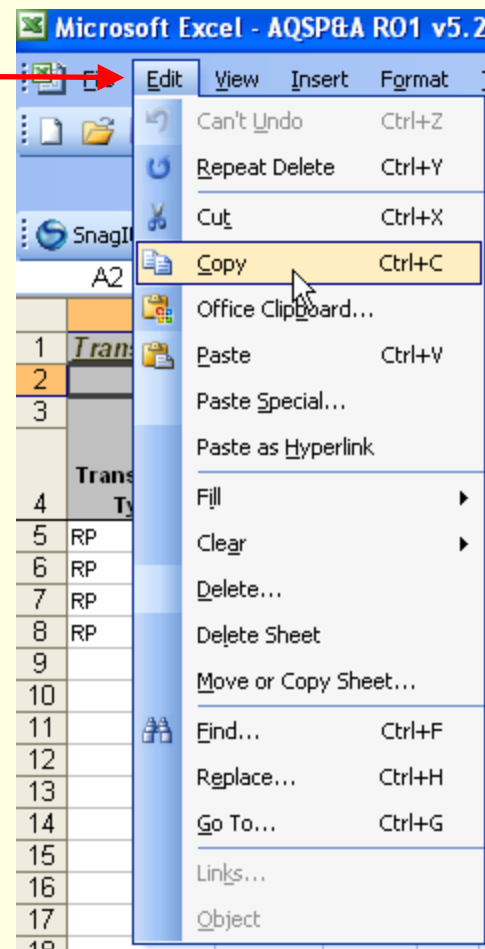 Microsoft Excel - AQSP&A RO1 v5.2
Edit View Insert Format
Can't Undo Ctrl+Z
Repeat Delete Ctrl+Y
Cut Ctrl+X
SnagIt
Copy Ctrl+C
A2
Office Clipboard...
1 Trans
Paste Ctrl+V
2
Paste Special...
3
Paste as Hyperlink
Trans
4 Ty
Fill
5 RP
Clear
6 RP
Delete...
7 RP
8 RP
Delete Sheet
9
Move or Copy Sheet...
10
11
Find... Ctrl+F
12
Replace... Ctrl+H
13
14
Go To... Ctrl+G
15
Links...
16
17
Object
18